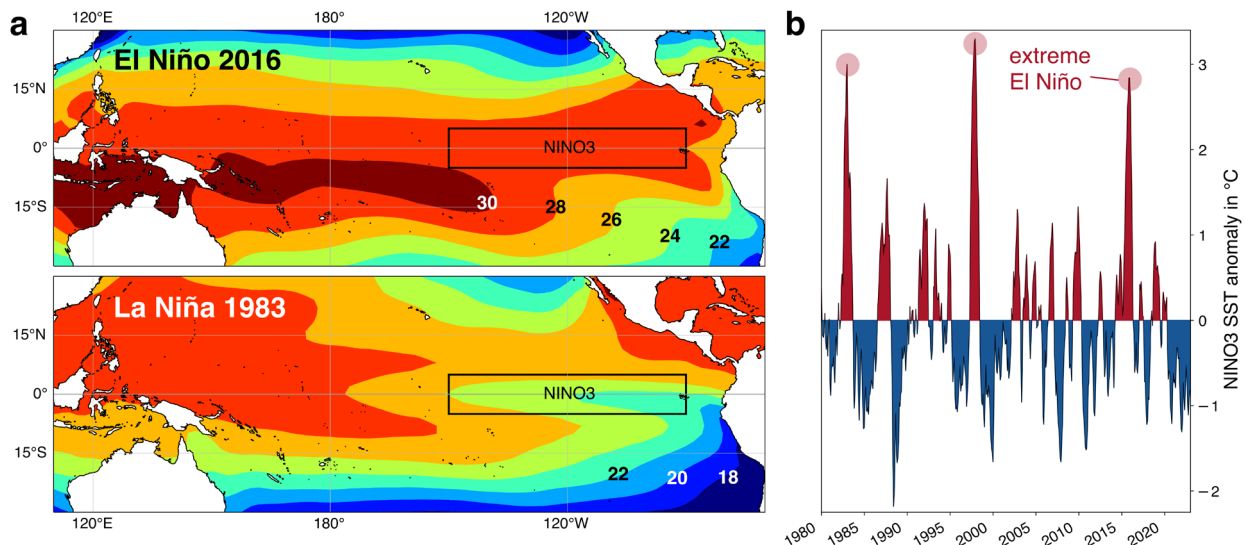 a
120°E 180° 120°W
El Niño 2016
15°N
0°
15°S
NINO3
30
28
26
24
22
La Niña 1983
15°N
0°
15°S
NINO3
22
20
18
120°E 180° 120°W
b
extreme
El Niño
3
2
1
0
−1
−2
NINO3 SST anomaly in °C
1980 1985 1990 1995 2000 2005 2010 2015 2020